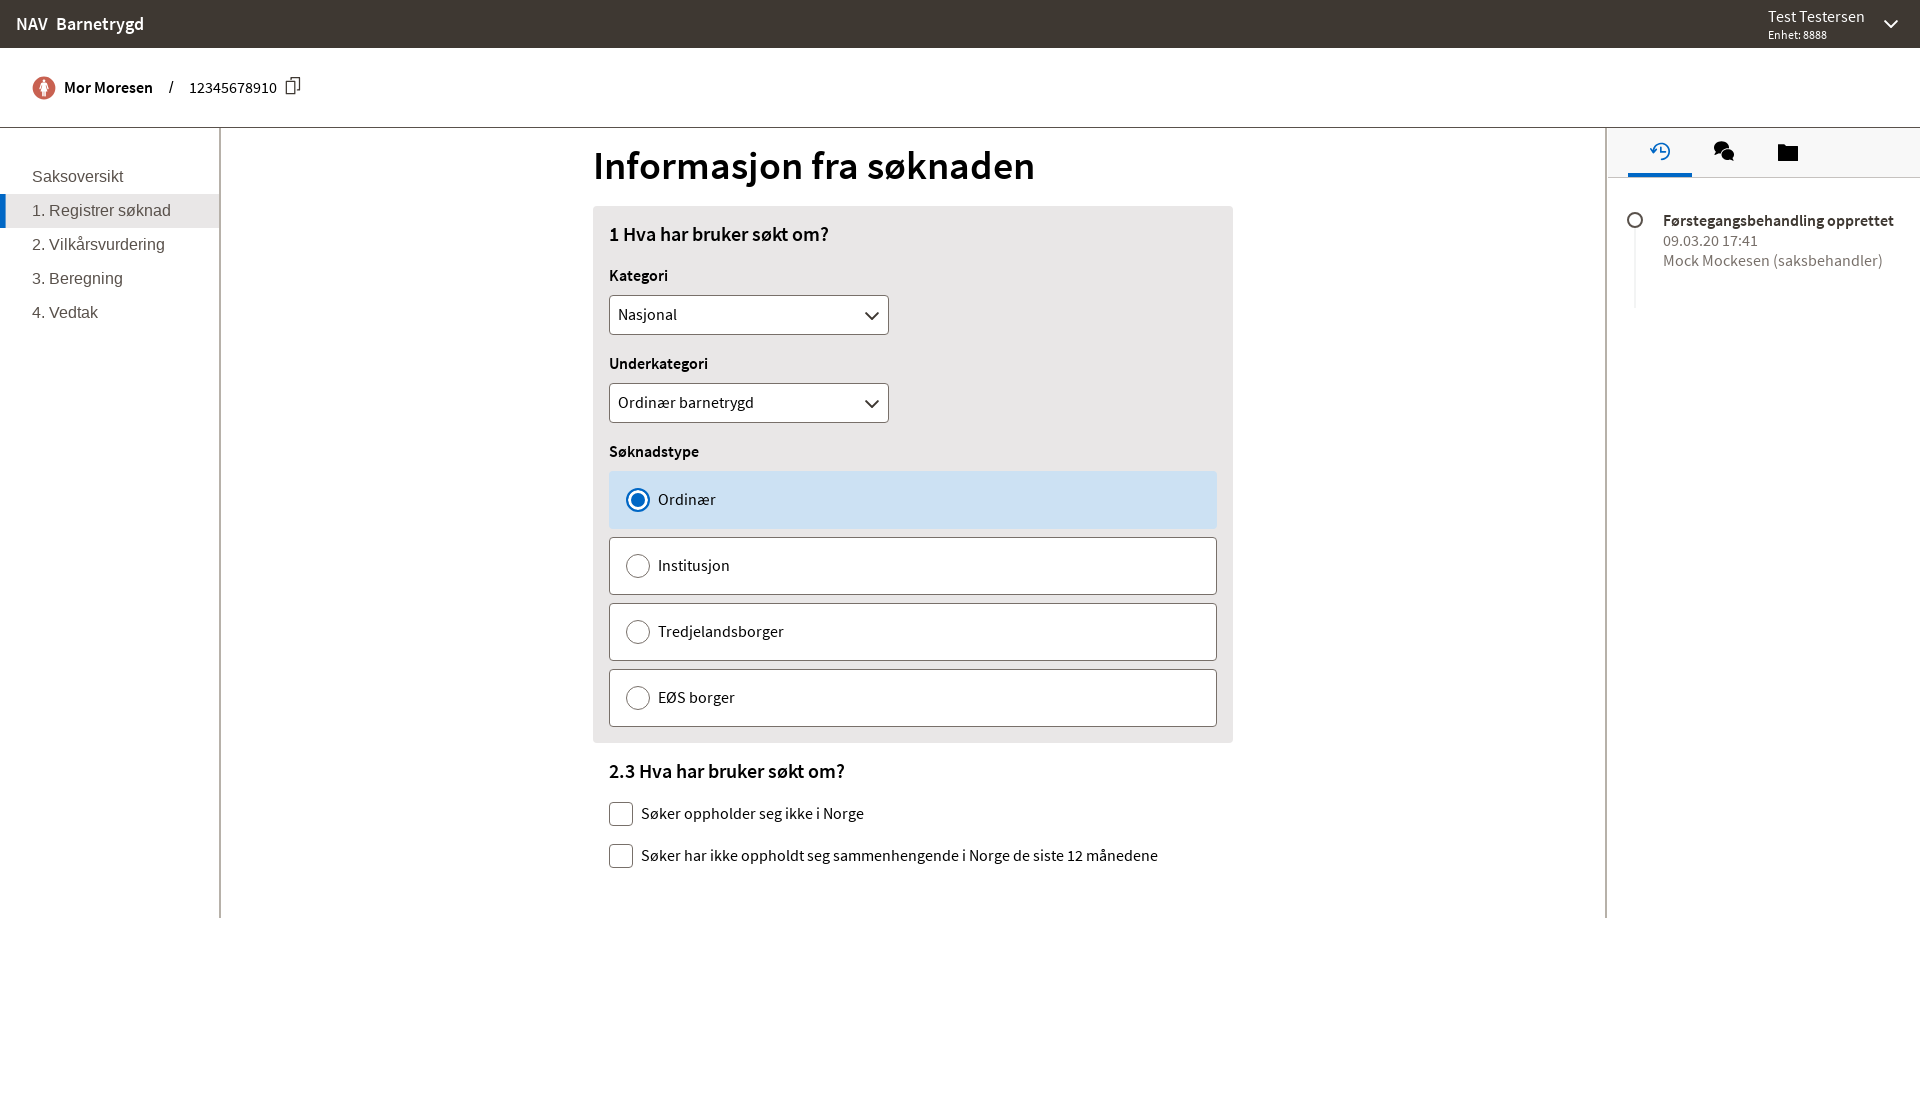 NAV Barnetrygd
Test Testersen
Enhet: 8888
Mor Moresen / 12345678910
Saksoversikt
1. Registrer søknad
2. Vilkårsvurdering
3. Beregning
4. Vedtak
Informasjon fra søknaden
1 Hva har bruker søkt om?
Kategori
Nasjonal
Underkategori
Ordinær barnetrygd
Søknadstype
Ordinær
Institusjon
Tredjelandsborger
EØS borger
2.3 Hva har bruker søkt om?
Søker oppholder seg ikke i Norge
Søker har ikke oppholdt seg sammenhengende i Norge de siste 12 månedene
Førstegangsbehandling opprettet
09.03.20 17:41
Mock Mockesen (saksbehandler)